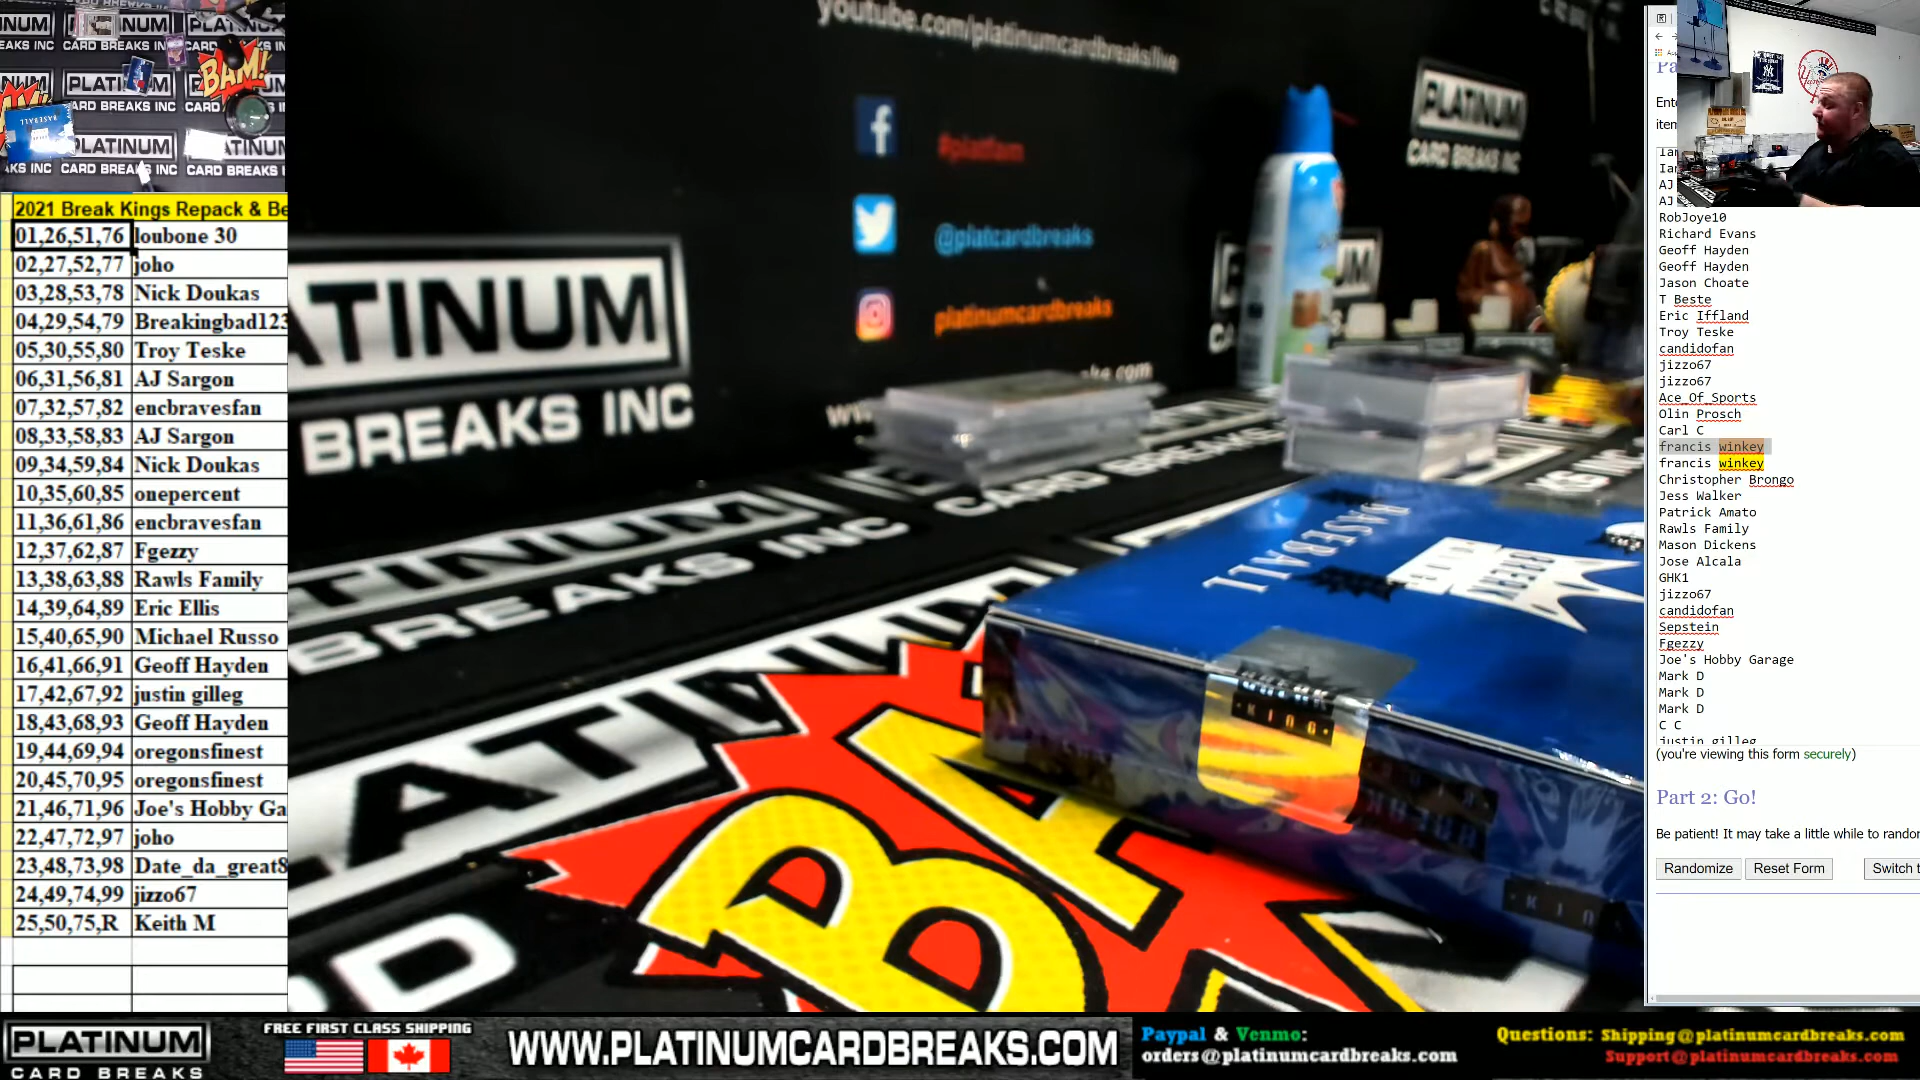 youtube.com/platinumcardbreaks/live
#platfam
@platcardbreaks
platinumcardbreaks
PLATINUM
CARD BREAKS INC
ATINUM
BREAKS INC
BASEBALL
BREAK
KING
2021 Break Kings Repack & Be
01,26,51,76 loubone 30
02,27,52,77 joho
03,28,53,78 Nick Doukas
04,29,54,79 Breakingbad123
05,30,55,80 Troy Teske
06,31,56,81 AJ Sargon
07,32,57,82 encbravesfan
08,33,58,83 AJ Sargon
09,34,59,84 Nick Doukas
10,35,60,85 onepercent
11,36,61,86 encbravesfan
12,37,62,87 Fgezzy
13,38,63,88 Rawls Family
14,39,64,89 Eric Ellis
15,40,65,90 Michael Russo
16,41,66,91 Geoff Hayden
17,42,67,92 justin gilleg
18,43,68,93 Geoff Hayden
19,44,69,94 oregonsfinest
20,45,70,95 oregonsfinest
21,46,71,96 Joe's Hobby Ga
22,47,72,97 joho
23,48,73,98 Date_da_great8
24,49,74,99 jizzo67
25,50,75,R Keith M
RobJoye10
Richard Evans
Geoff Hayden
Geoff Hayden
Jason Choate
T Beste
Eric Iffland
Troy Teske
candidofan
jizzo67
jizzo67
Ace_Of_Sports
Olin Prosch
Carl C
francis winkey
francis winkey
Christopher Brongo
Jess Walker
Patrick Amato
Rawls Family
Mason Dickens
Jose Alcala
GHK1
jizzo67
candidofan
Sepstein
Fgezzy
Joe's Hobby Garage
Mark D
Mark D
Mark D
C C
justin gilleg
(you're viewing this form securely)
Part 2: Go!
Be patient! It may take a little while to random
Randomize Reset Form Switch t
PLATINUM
CARD BREAKS
FREE FIRST CLASS SHIPPING
WWW.PLATINUMCARDBREAKS.COM
Paypal & Venmo:
orders@platinumcardbreaks.com
Questions: Shipping@platinumcardbreaks.com
Support@platinumcardbreaks.com